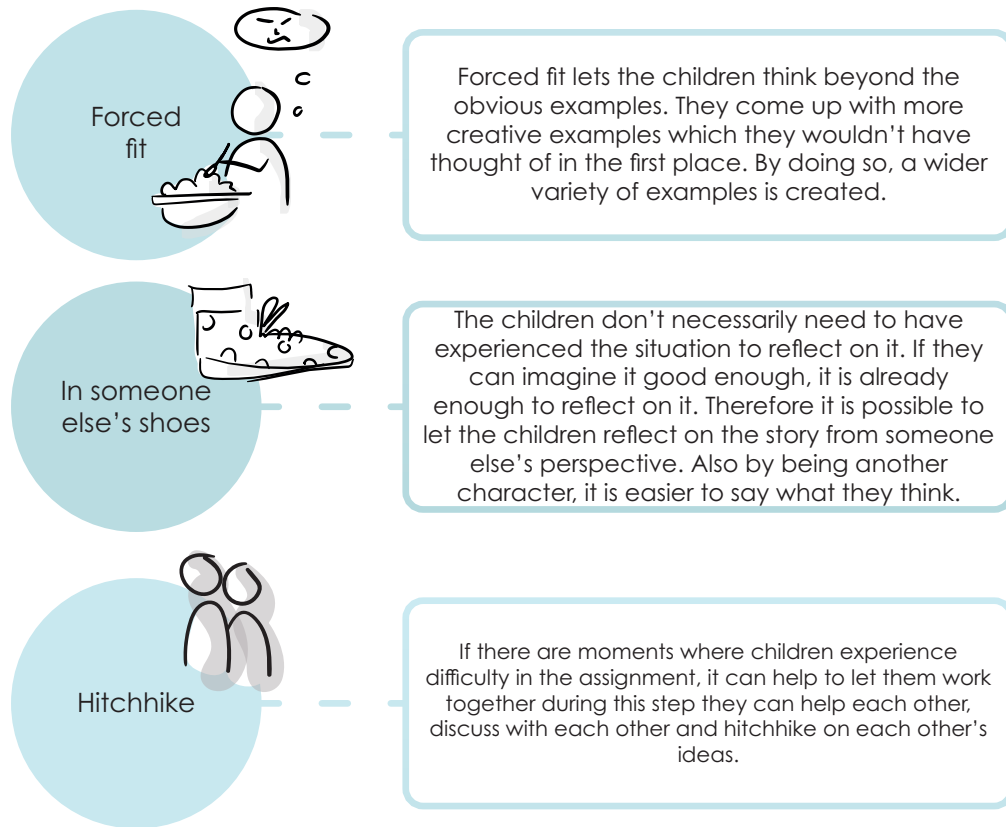 Forced
fit
Forced fit lets the children think beyond the
obvious examples. They come up with more
creative examples which they wouldn't have
thought of in the first place. By doing so, a wider
variety of examples is created.
In someone
else's shoes
The children don't necessarily need to have
experienced the situation to reflect on it. If they
can imagine it good enough, it is already
enough to reflect on it. Therefore it is possible to
let the children reflect on the story from someone
else's perspective. Also by being another
character, it is easier to say what they think.
Hitchhike
If there are moments where children experience
difficulty in the assignment, it can help to let them work
together during this step they can help each other,
discuss with each other and hitchhike on each other's
ideas.